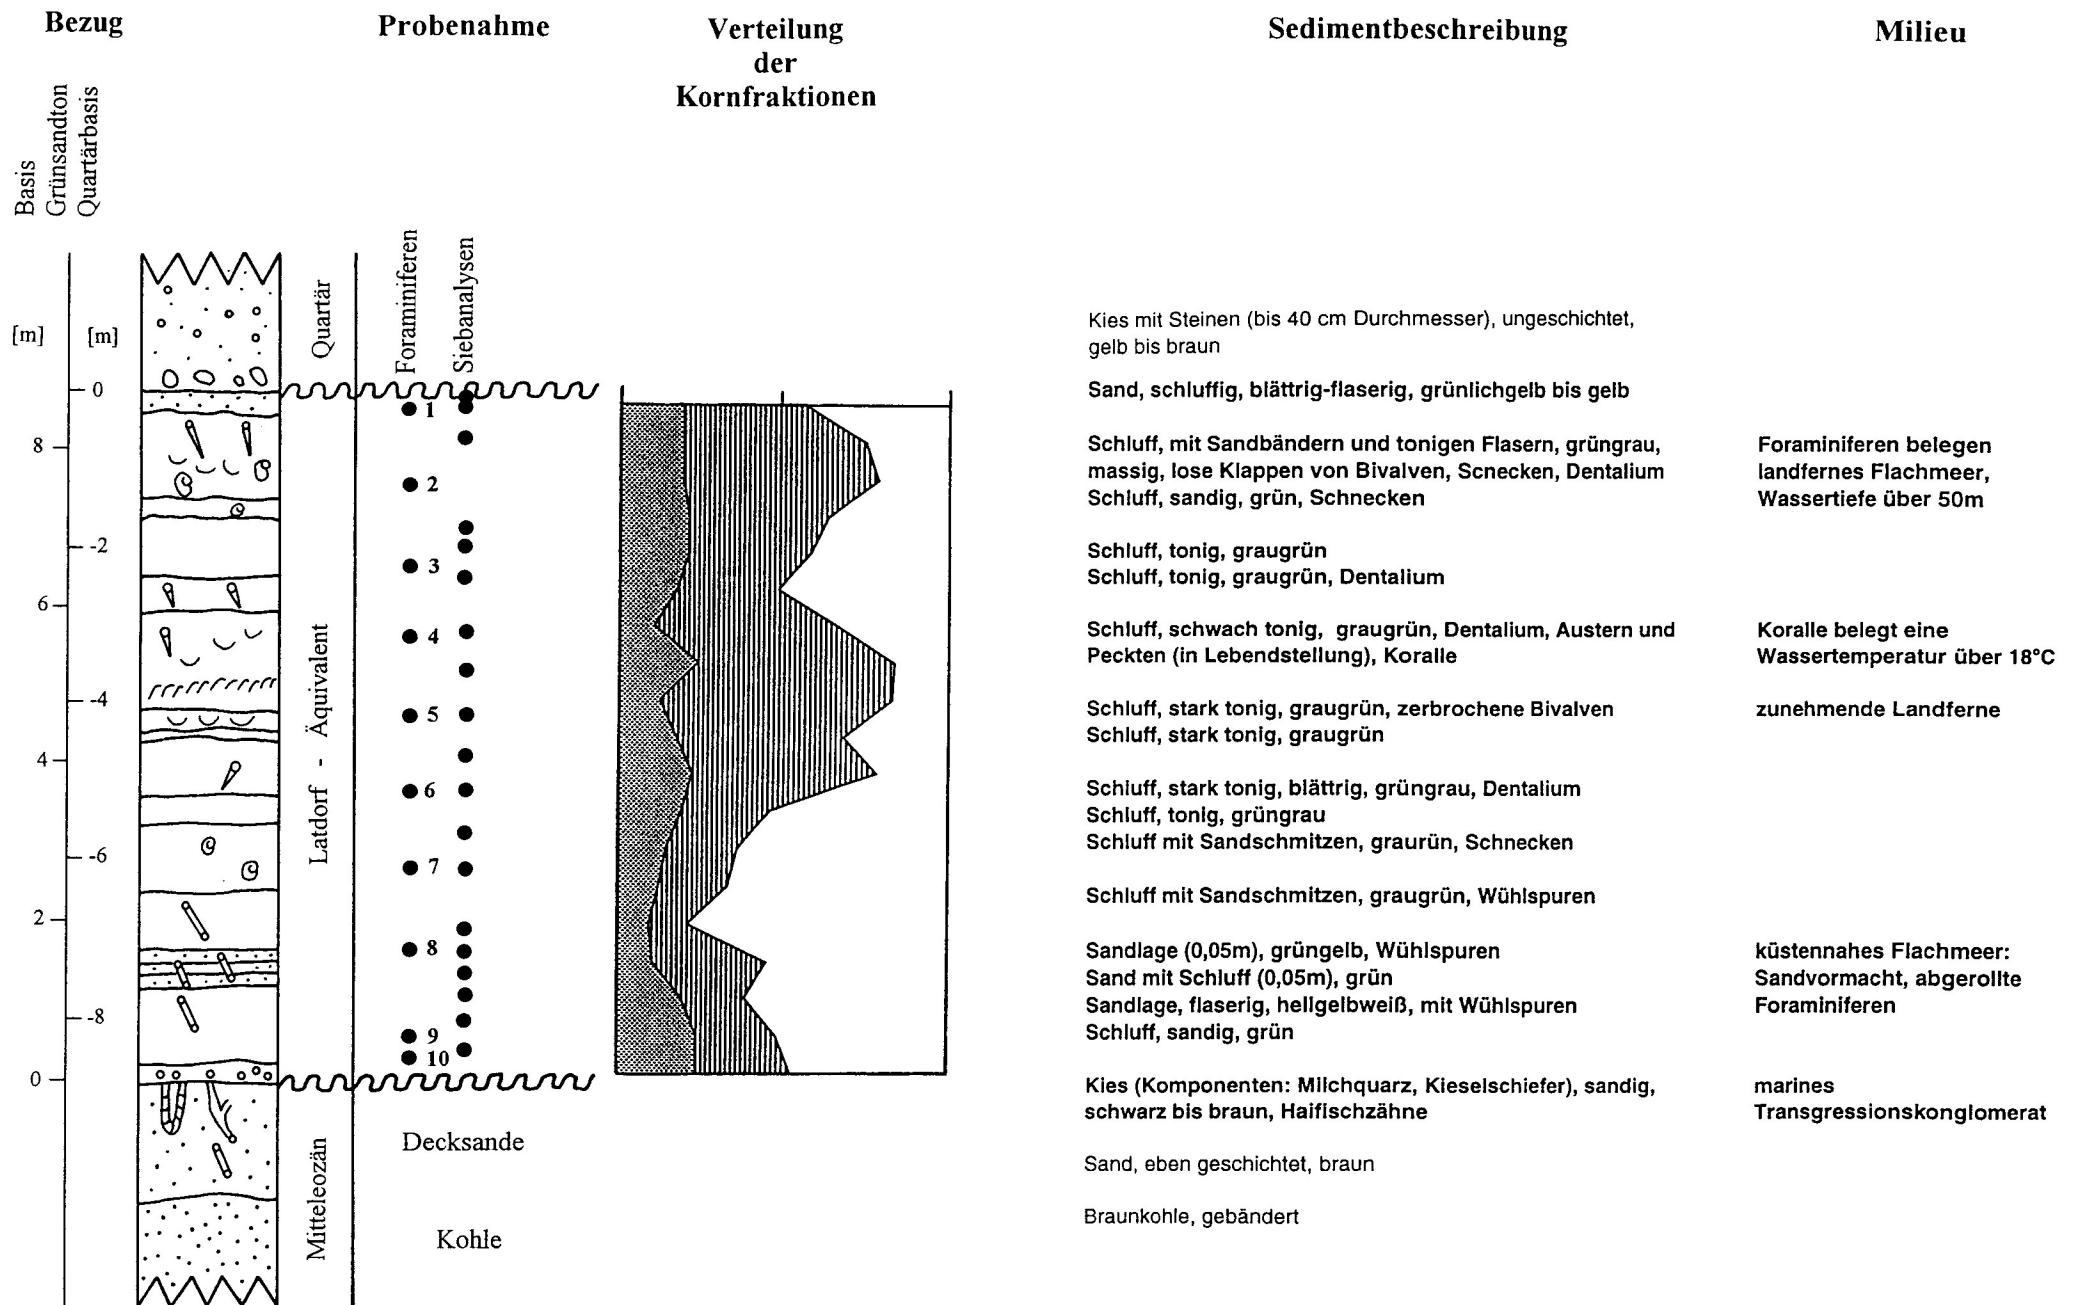 Bezug
Probenahme
Verteilung
der
Kornfraktionen
Sedimentbeschreibung
Milieu
Basis
Grünsandton
Quartärbasis
[m]
[m]
0
8
-2
6
-4
4
-6
2
-8
0
Quartär
Latdorf - Äquivalent
Mitteleozän
Foraminiferen
Siebanalysen
1
2
3
4
5
6
7
8
9
10
Decksande
Kohle
Kies mit Steinen (bis 40 cm Durchmesser), ungeschichtet,
gelb bis braun
Sand, schluffig, blättrig-flaserig, grünlichgelb bis gelb
Schluff, mit Sandbändern und tonigen Flasern, grüngrau,
massig, lose Klappen von Bivalven, Scnecken, Dentalium
Schluff, sandig, grün, Schnecken
Schluff, tonig, graugrün
Schluff, tonig, graugrün, Dentalium
Schluff, schwach tonig, graugrün, Dentalium, Austern und
Peckten (in Lebendstellung), Koralle
Schluff, stark tonig, graugrün, zerbrochene Bivalven
Schluff, stark tonig, graugrün
Schluff, stark tonig, blättrig, grüngrau, Dentalium
Schluff, tonig, grüngrau
Schluff mit Sandschmitzen, graurün, Schnecken
Schluff mit Sandschmitzen, graugrün, Wühlspuren
Sandlage (0,05m), grüngelb, Wühlspuren
Sand mit Schluff (0,05m), grün
Sandlage, flaserig, hellgelbweiß, mit Wühlspuren
Schluff, sandig, grün
Kies (Komponenten: Milchquarz, Kieselschiefer), sandig,
schwarz bis braun, Haifischzähne
Sand, eben geschichtet, braun
Braunkohle, gebändert
Foraminiferen belegen
landfernes Flachmeer,
Wassertiefe über 50m
Koralle belegt eine
Wassertemperatur über 18°C
zunehmende Landferne
küstennahes Flachmeer:
Sandvormacht, abgerollte
Foraminiferen
marines
Transgressionskonglomerat